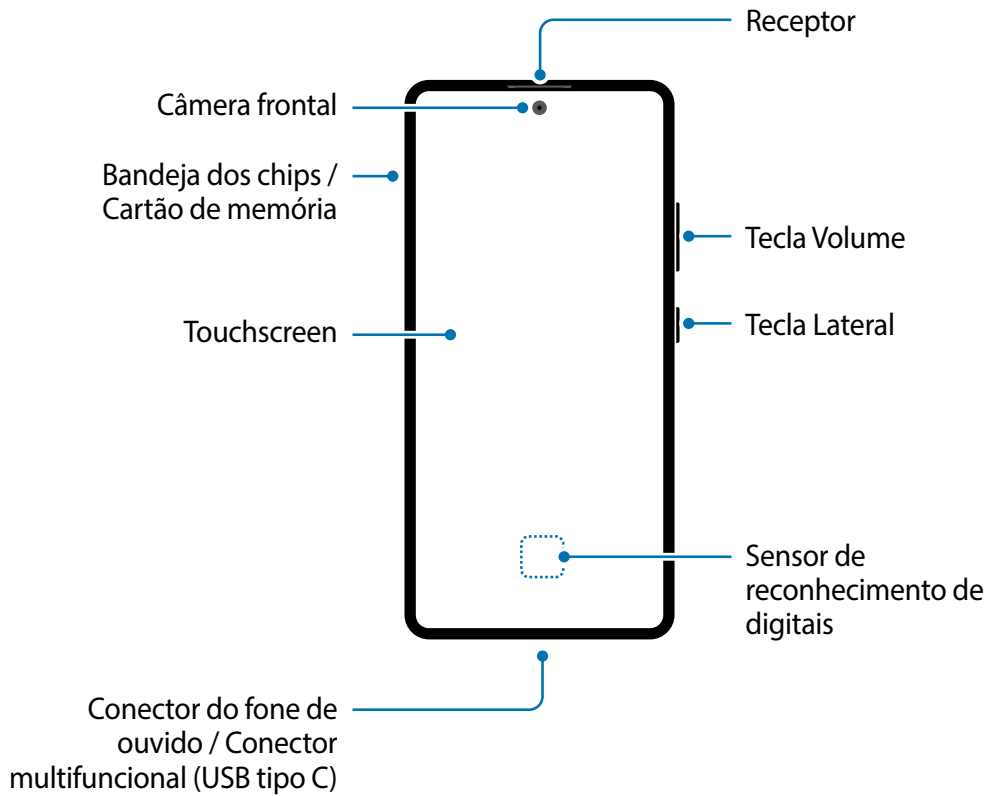 Receptor
Câmera frontal
Bandeja dos chips /
Cartão de memória
Tecla Volume
Touchscreen
Tecla Lateral
Sensor de
reconhecimento de
digitais
Conector do fone de
ouvido / Conector
multifuncional (USB tipo C)